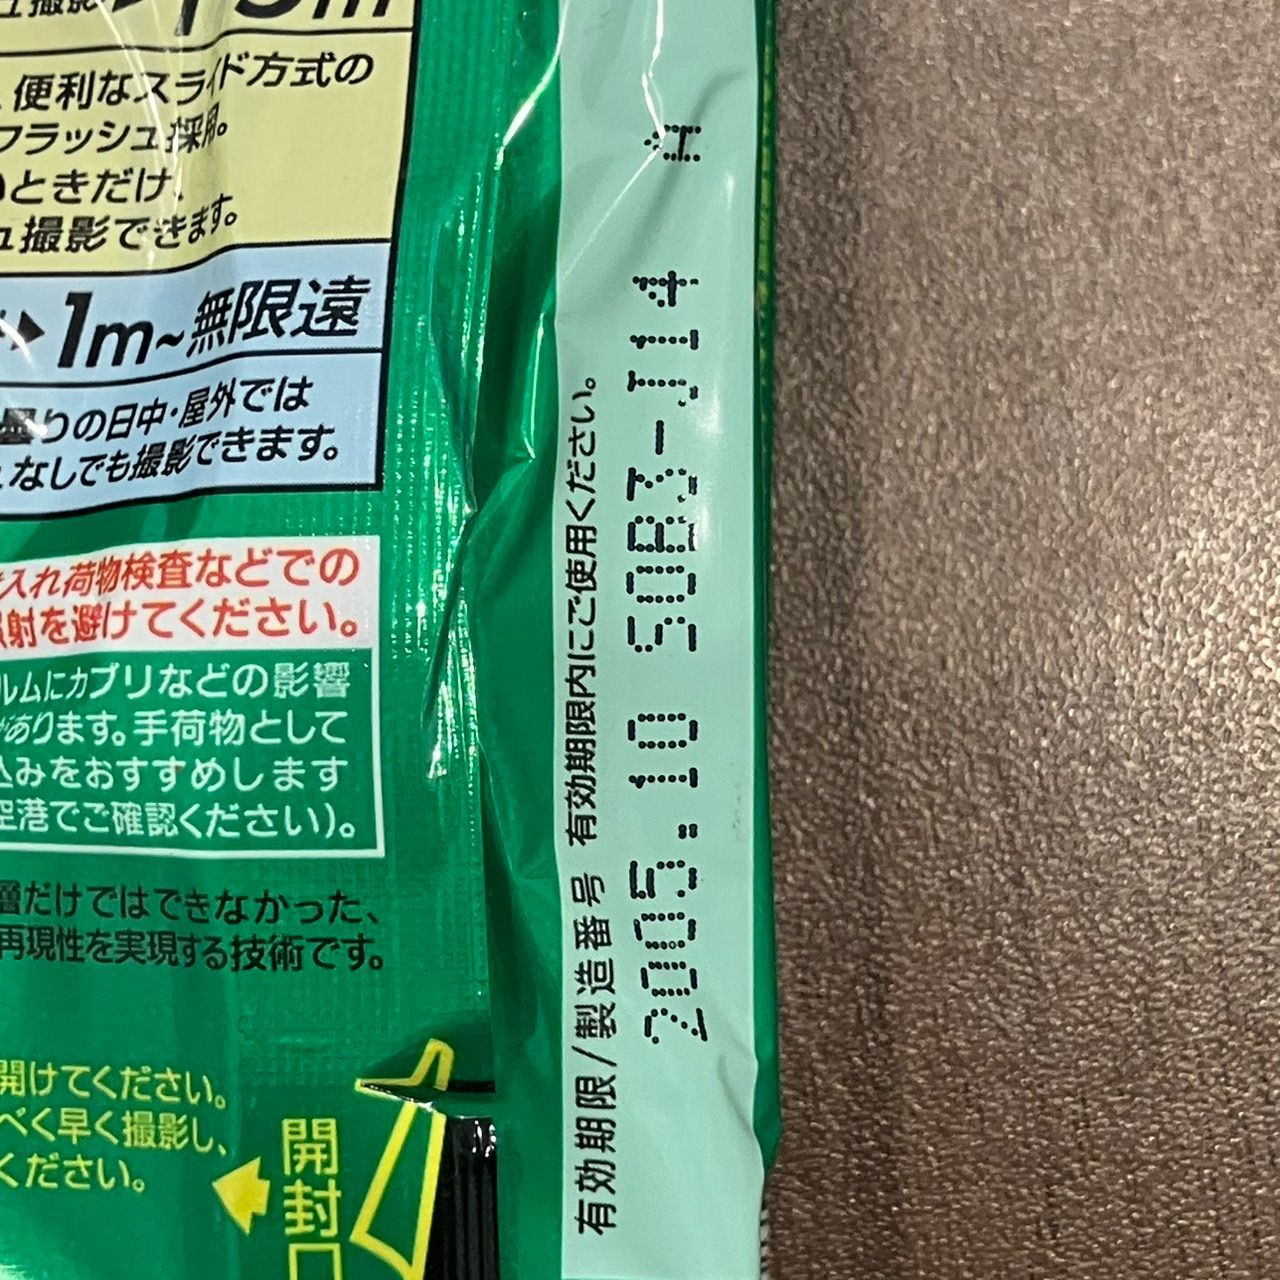 ュ撮影
、便利なスライド方式の
フラッシュ採用。
いときだけ、
ュ撮影できます。
1m~無限遠
曇りの日中・屋外では
なしでも撮影できます。
入れ荷物検査などでの
照射を避けてください。
ルムにカブリなどの影響
があります。手荷物として
込みをおすすめします
空港でご確認ください)。
層だけではできなかった、
再現性を実現する技術です。
開けてください。
べく早く撮影し、
ください。
開封口
有効期限/製造番号 有効期限内にご使用ください。
2005.10 50B3-J14 A